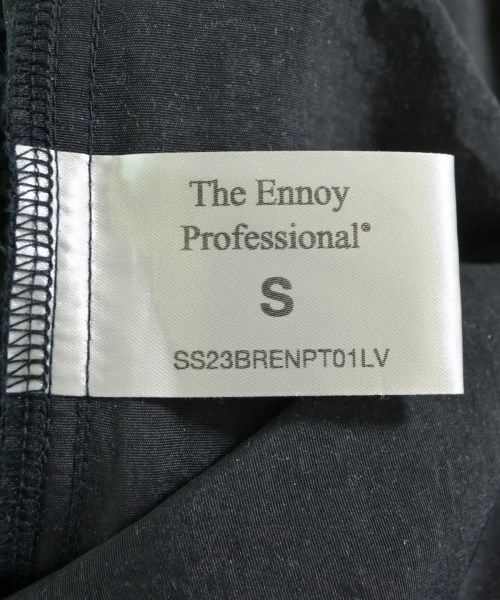 The Ennoy
Professional®
S
SS23BRENPT01LV